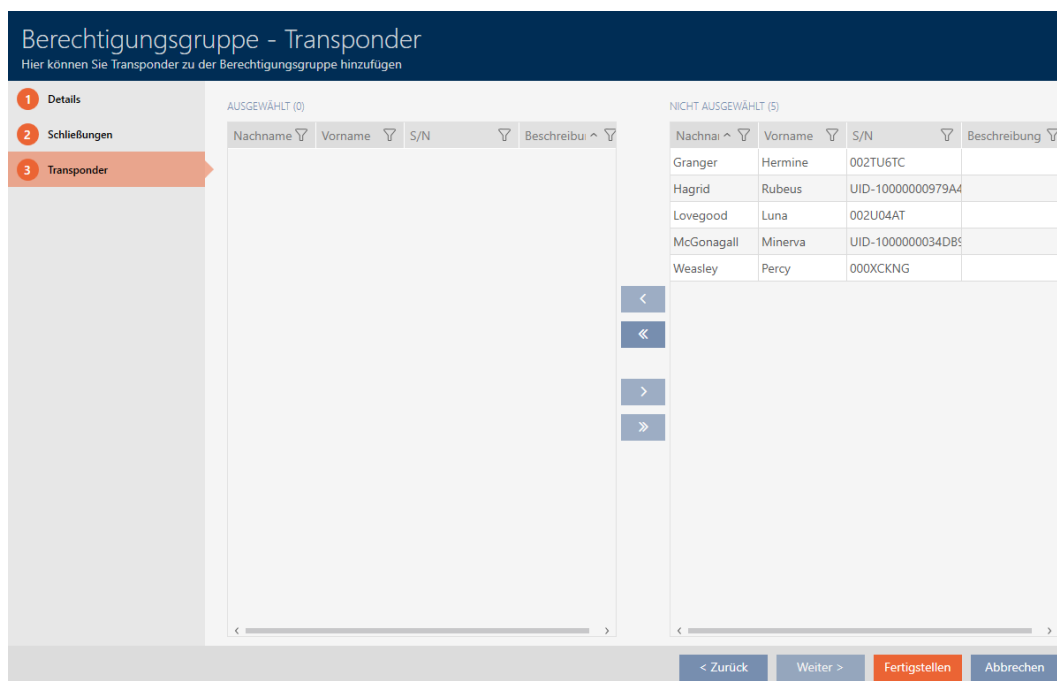 Berechtigungsgruppe - Transponder
Hier können Sie Transponder zu der Berechtigungsgruppe hinzufügen
1 Details
2 Schließungen
3 Transponder
AUSGEWÄHLT (0)
Nachname Vorname S/N Beschreibu
NICHT AUSGEWÄHLT (5)
Nachna Vorname S/N Beschreibung
Granger Hermine 002TU6TC
Hagrid Rubeus UID-10000000979A4
Lovegood Luna 002U04AT
McGonagall Minerva UID-1000000034DB9
Weasley Percy 000XCKNG
< Zurück Weiter > Fertigstellen Abbrechen